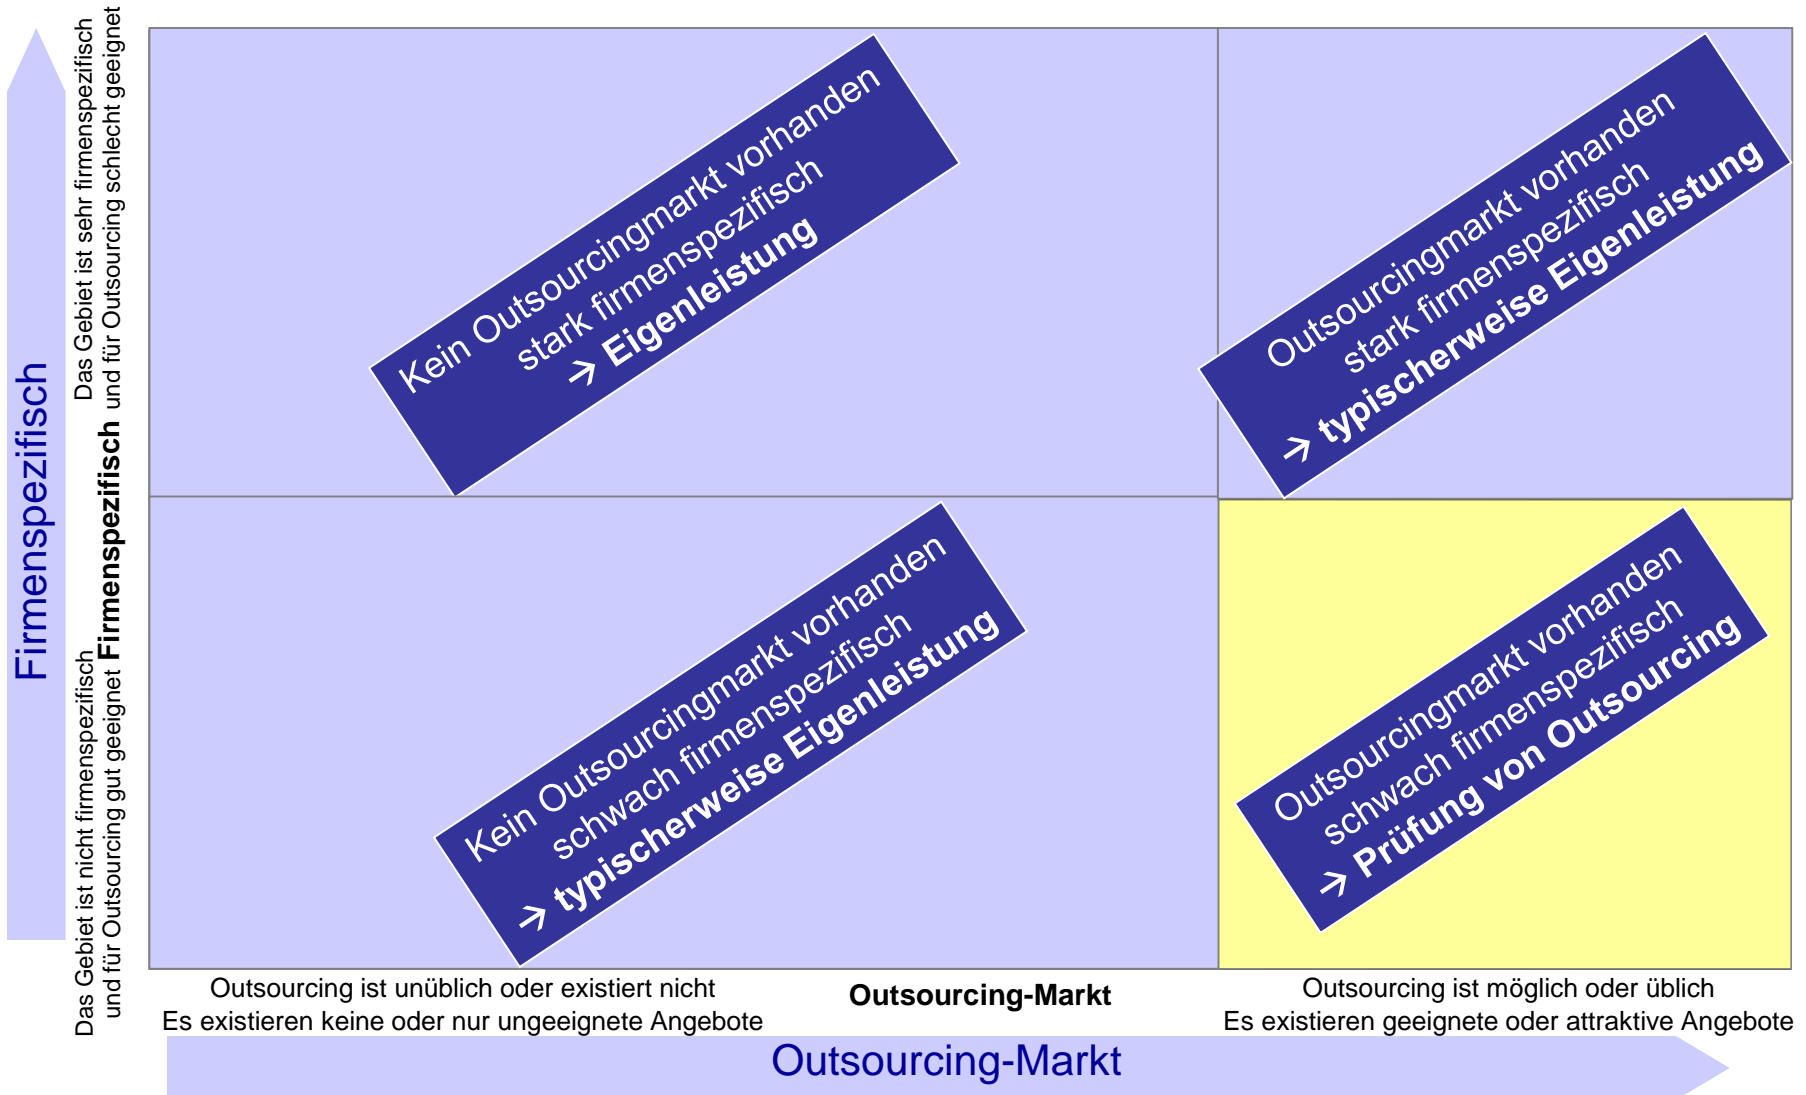 Firmenspezifisch
Das Gebiet ist sehr firmenspezifisch
und für Outsourcing schlecht geeignet
Firmenspezifisch
Das Gebiet ist nicht firmenspezifisch
und für Outsourcing gut geeignet
Kein Outsourcingmarkt vorhanden
stark firmenspezifisch
→ Eigenleistung
Outsourcingmarkt vorhanden
stark firmenspezifisch
→ typischerweise Eigenleistung
Kein Outsourcingmarkt vorhanden
schwach firmenspezifisch
→ typischerweise Eigenleistung
Outsourcingmarkt vorhanden
schwach firmenspezifisch
→ Prüfung von Outsourcing
Outsourcing ist unüblich oder existiert nicht
Es existieren keine oder nur ungeeignete Angebote
Outsourcing-Markt
Outsourcing ist möglich oder üblich
Es existieren geeignete oder attraktive Angebote
Outsourcing-Markt